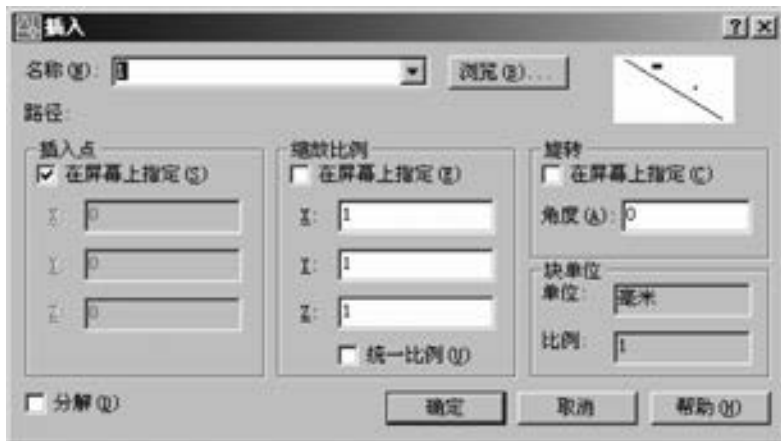 插入
名称(N): 1 浏览(B)...
路径:
插入点
在屏幕上指定(S)
X: 0
Y: 0
Z: 0
缩放比例
在屏幕上指定(E)
X: 1
Y: 1
Z: 1
统一比例(U)
旋转
在屏幕上指定(C)
角度(A): 0
块单位
单位: 毫米
比例: 1
分解(D)
确定 取消 帮助(H)